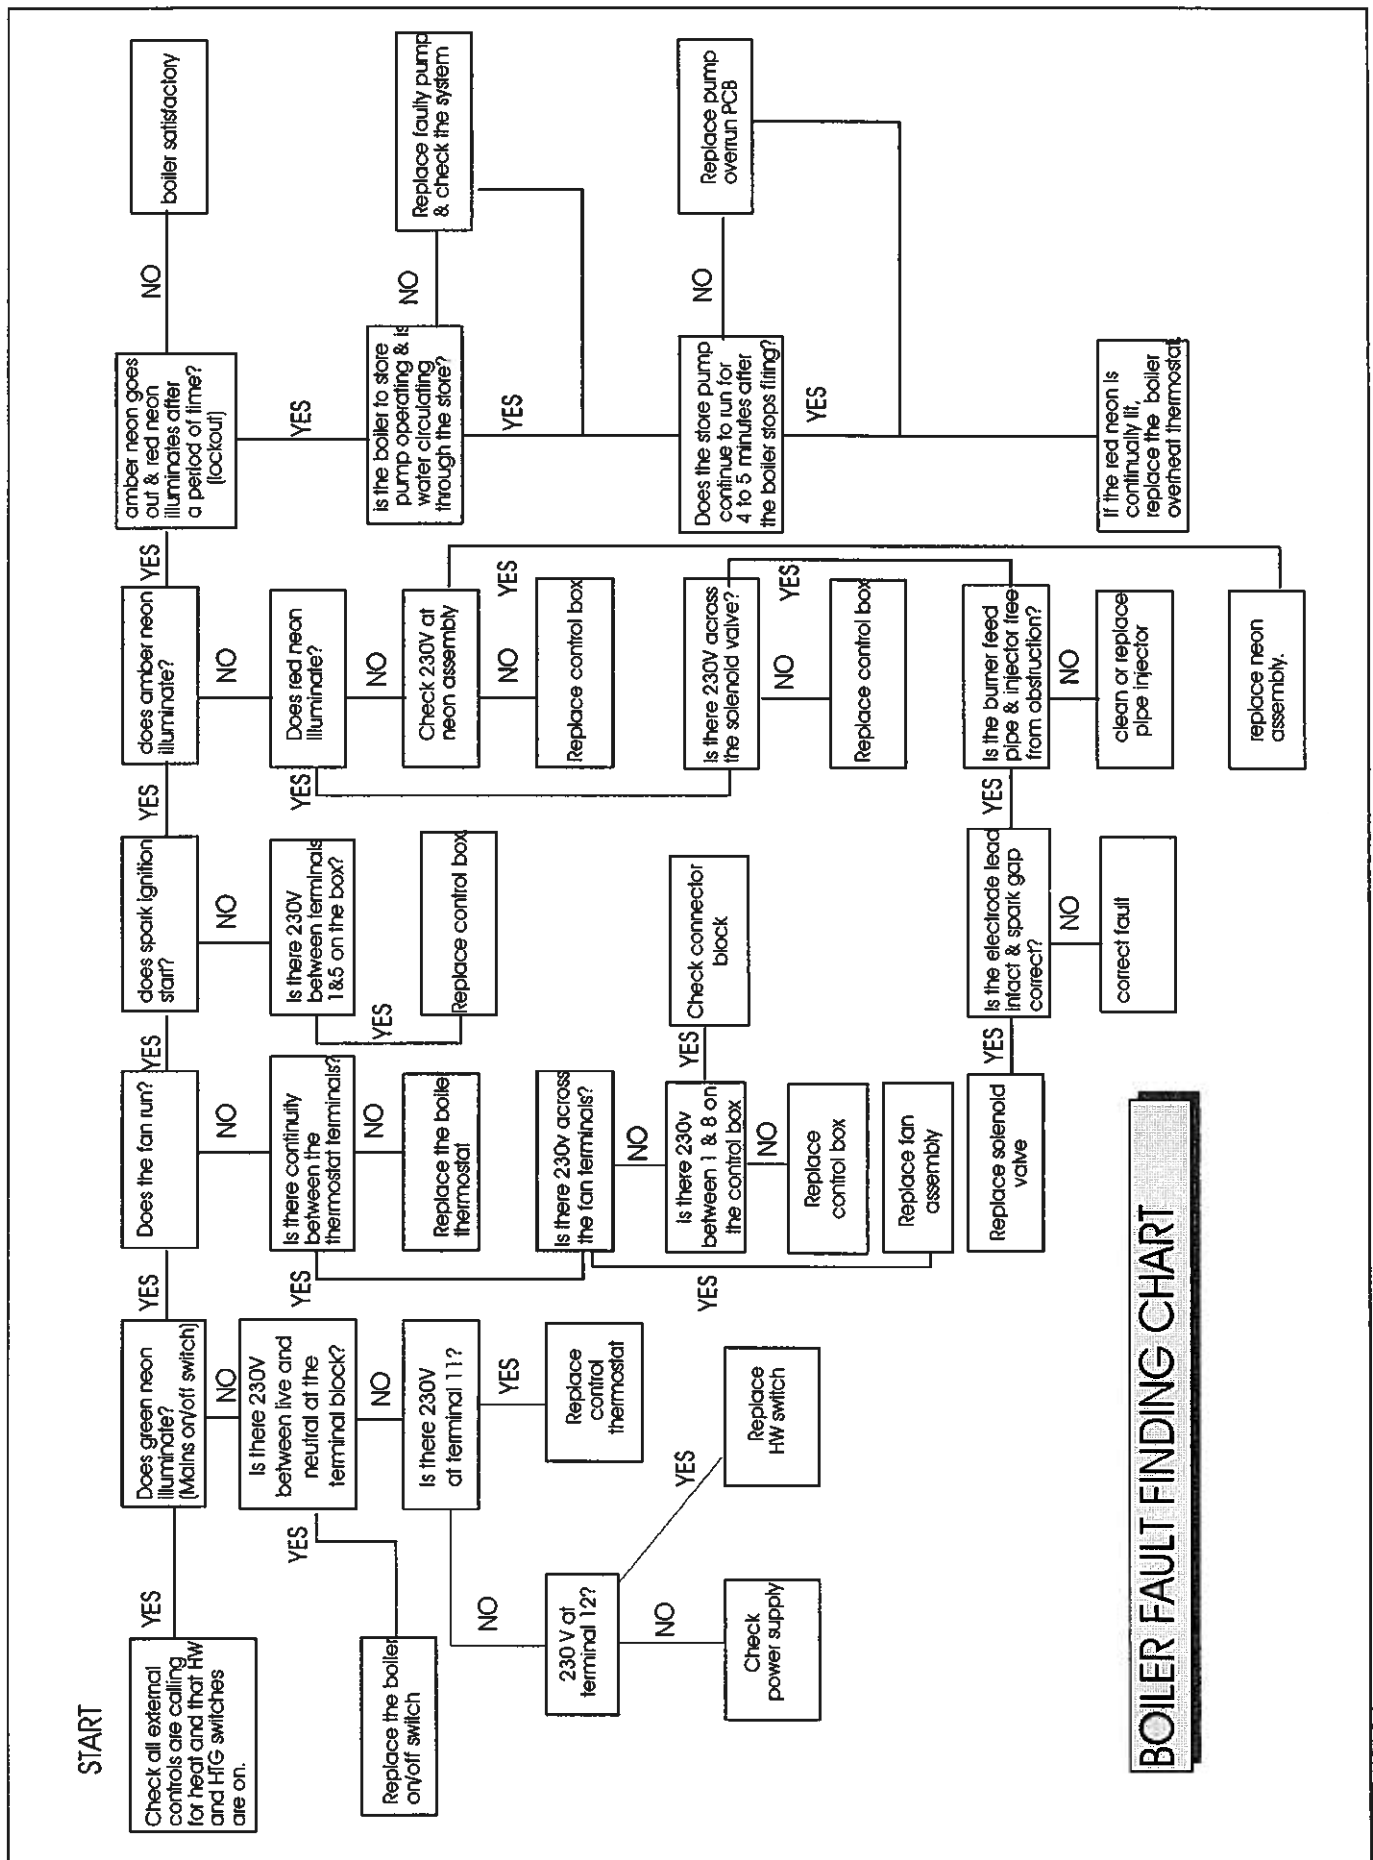 START
Check all external
controls are calling
for heat and that HW
and HTG switches
are on.
YES
Does green neon
illuminate?
(Mains on/off switch)
YES
NO
Is there 230V
between live and
neutral at the
terminal block?
YES
Replace the boiler
on/off switch
NO
Is there 230V
at terminal 11?
YES
Replace
control
thermostat
NO
230 V at
terminal 12?
YES
Replace
HW switch
NO
Check
power supply
Does the fan run?
YES
NO
Is there continuity
between the
thermostat terminals?
NO
Replace the boile
thermostat
YES
Is there 230v across
the fan terminals?
NO
Is there 230v
between 1 & 8 on
the control box
YES
Check connector
block
NO
Replace
control box
YES
Replace fan
assembly
does spark ignition
start?
YES
NO
Is there 230V
between terminals
1&5 on the box?
YES
Replace control box
does amber neon
illuminate?
YES
NO
Does red neon
illuminate?
NO
Check 230V at
neon assembly
YES
NO
Replace control box
YES
Is there 230V across
the solenoid valve?
YES
NO
Replace control box
Is the burner feed
pipe & injector free
from obstruction?
NO
clean or replace
pipe injector
YES
Is the electrode lead
intact & spark gap
correct?
NO
correct fault
YES
Replace solenoid
valve
replace neon
assembly.
amber neon goes
out & red neon
illuminates after
a period of time?
(lockout)
NO
boiler satisfactory
YES
is the boiler to store
pump operating & is
water circulating
through the store?
NO
Replace faulty pump
& check the system
YES
Does the store pump
continue to run for
4 to 5 minutes after
the boiler stops firing?
NO
Replace pump
overrun PCB
YES
If the red neon is
continually lit,
replace the boiler
overheat thermostat
BOILER FAULT FINDING CHART